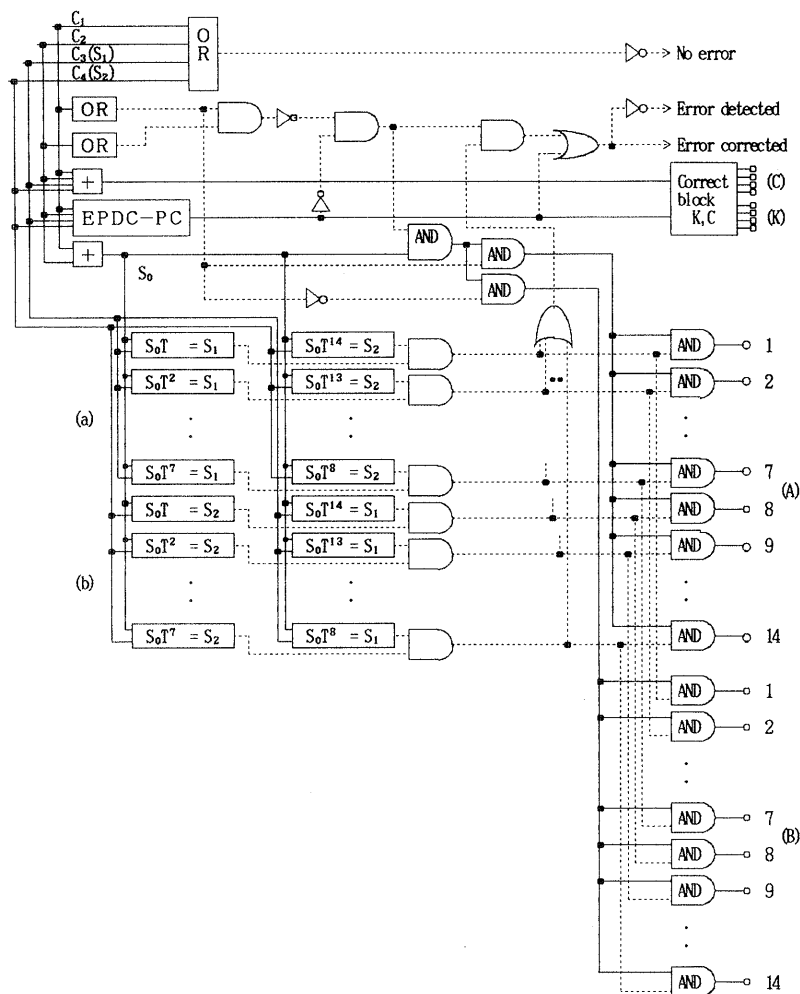 C₁
C₂
C₃(S₁)
C₄(S₂)
OR
No error
OR
OR
Error detected
Error corrected
+
EPDC-PC
+
Correct block K,C
(C)
(K)
S₀
AND
AND
AND
S₀T = S₁
S₀T¹⁴ = S₂
AND
1
S₀T² = S₁
S₀T¹³ = S₂
AND
2
(a)
S₀T⁷ = S₁
S₀T⁸ = S₂
AND
7
(A)
S₀T = S₂
S₀T¹⁴ = S₁
AND
8
S₀T² = S₂
S₀T¹³ = S₁
AND
9
(b)
S₀T⁷ = S₂
S₀T⁸ = S₁
AND
14
AND
1
AND
2
AND
7
(B)
AND
8
AND
9
AND
14